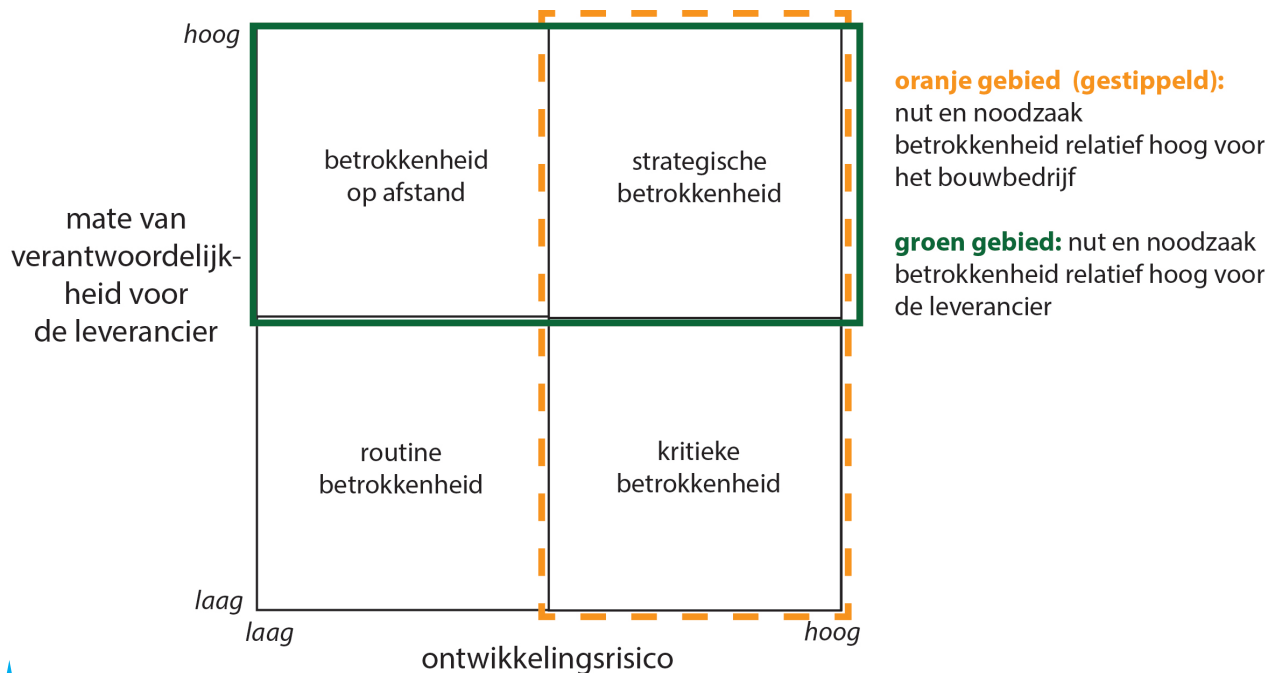 hoog
betrokkenheid
op afstand
strategische
betrokkenheid
mate van
verantwoordelijk-
heid voor
de leverancier
routine
betrokkenheid
kritieke
betrokkenheid
laag
laag
hoog
ontwikkelingsrisico
oranje gebied (gestippeld):
nut en noodzaak
betrokkenheid relatief hoog voor
het bouwbedrijf
groen gebied: nut en noodzaak
betrokkenheid relatief hoog voor
de leverancier